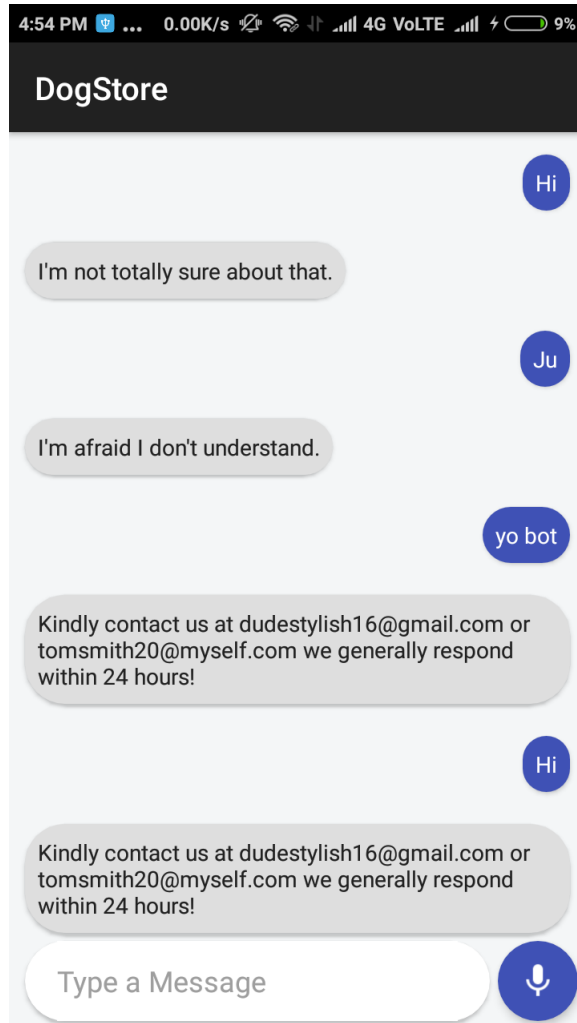 4:54 PM ... 0.00K/s 4G VoLTE 9%
DogStore
Hi
I'm not totally sure about that.
Ju
I'm afraid I don't understand.
yo bot
Kindly contact us at dudestylish16@gmail.com or
tomsmith20@myself.com we generally respond
within 24 hours!
Hi
Kindly contact us at dudestylish16@gmail.com or
tomsmith20@myself.com we generally respond
within 24 hours!
Type a Message